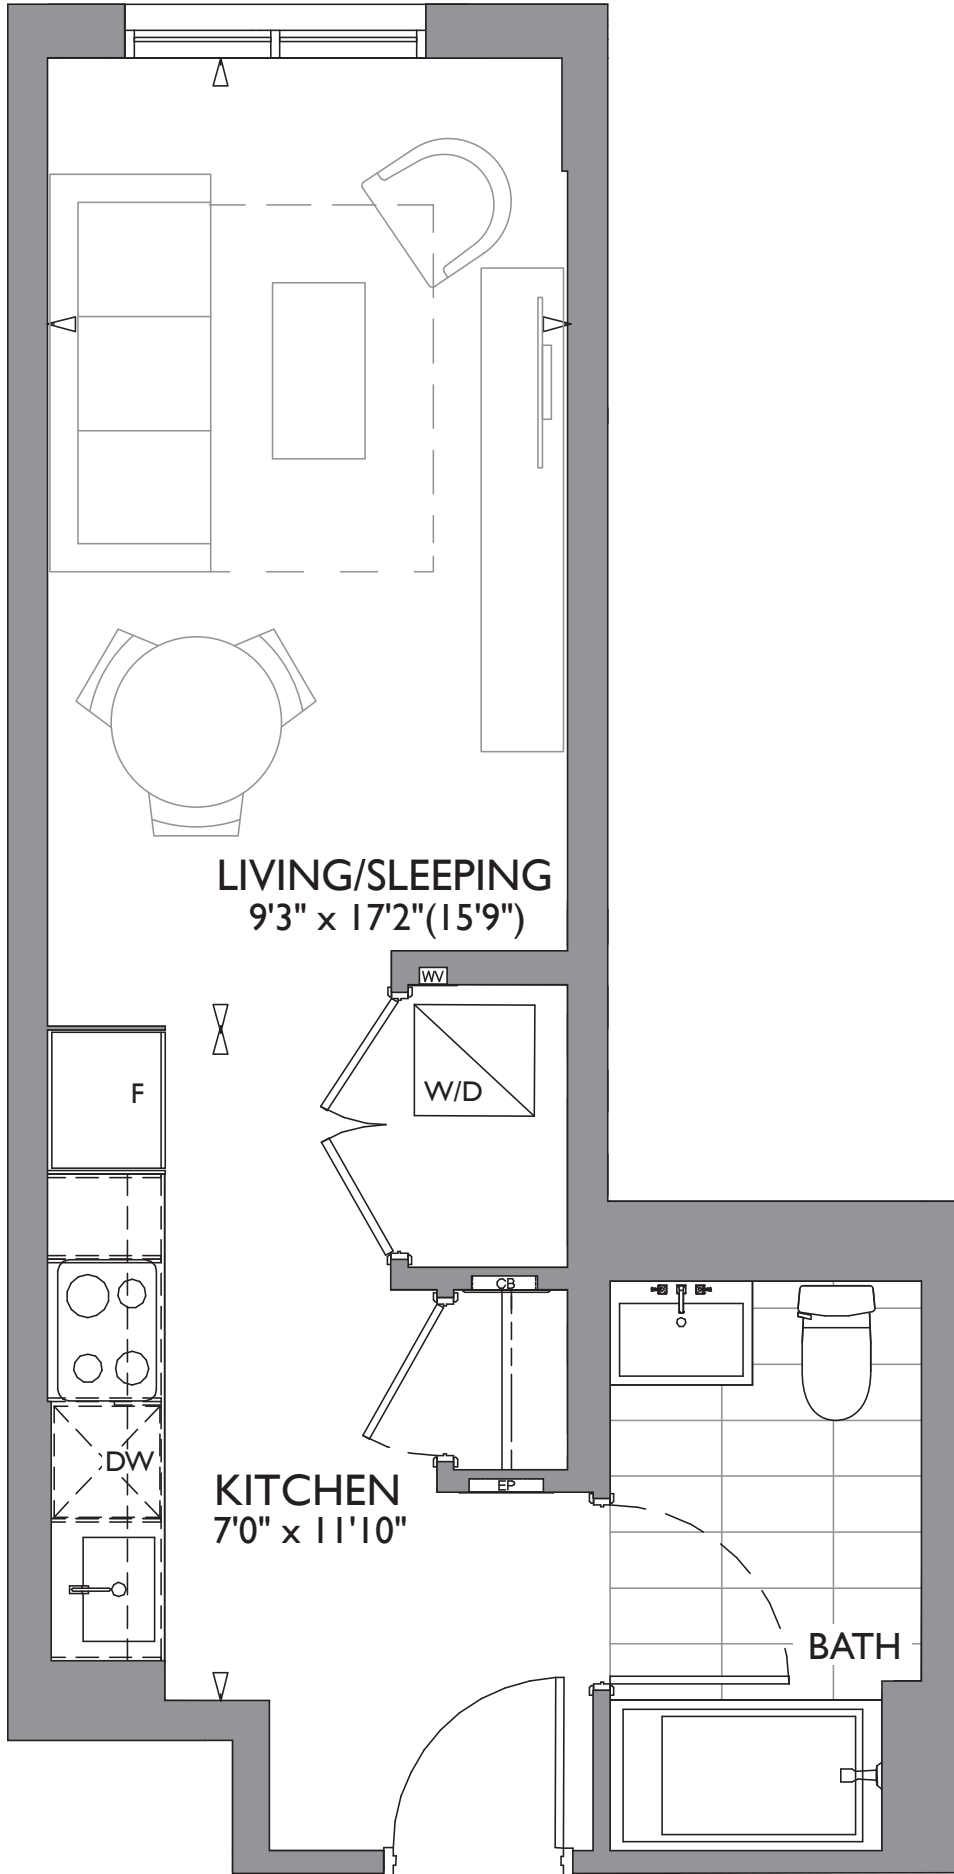 LIVING/SLEEPING
9'3" x 17'2"(15'9")
WV
F
W/D
CB
DW
EP
KITCHEN
7'0" x 11'10"
BATH